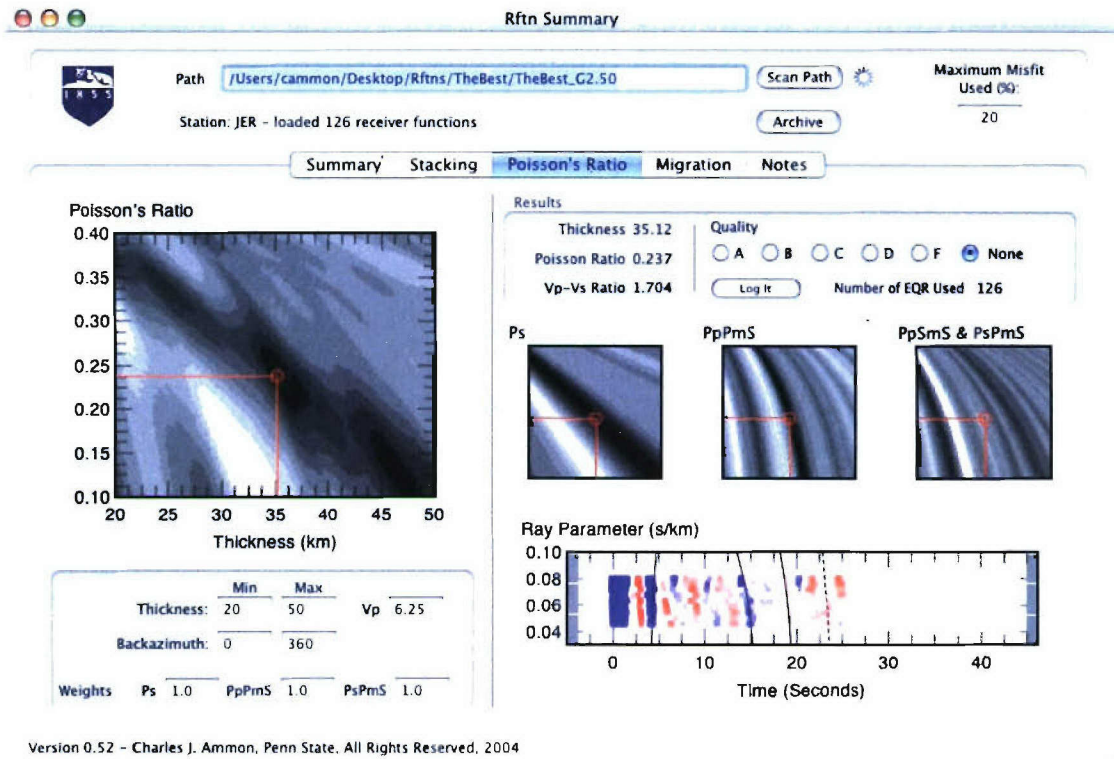 Rftn Summary
Path /Users/cammon/Desktop/Rftns/TheBest/TheBest_G2.50 Scan Path
Maximum Misfit
Used (%):
20
1855
Station: JER – loaded 126 receiver functions
Archive
Summary Stacking Poisson's Ratio Migration Notes
Poisson's Ratio
0.40
0.35
0.30
0.25
0.20
0.15
0.10
20 25 30 35 40 45 50
Thickness (km)
Min Max
Thickness: 20 50 Vp 6.25
Backazimuth: 0 360
Weights Ps 1.0 PpPmS 1.0 PsPmS 1.0
Results
Thickness 35.12
Poisson Ratio 0.237
Vp-Vs Ratio 1.704
Quality
A B C D F None
Log It Number of EQR Used 126
Ps PpPmS PpSmS & PsPmS
Ray Parameter (s/km)
0.10
0.08
0.06
0.04
0 10 20 30 40
Time (Seconds)
Version 0.52 – Charles J. Ammon, Penn State, All Rights Reserved, 2004